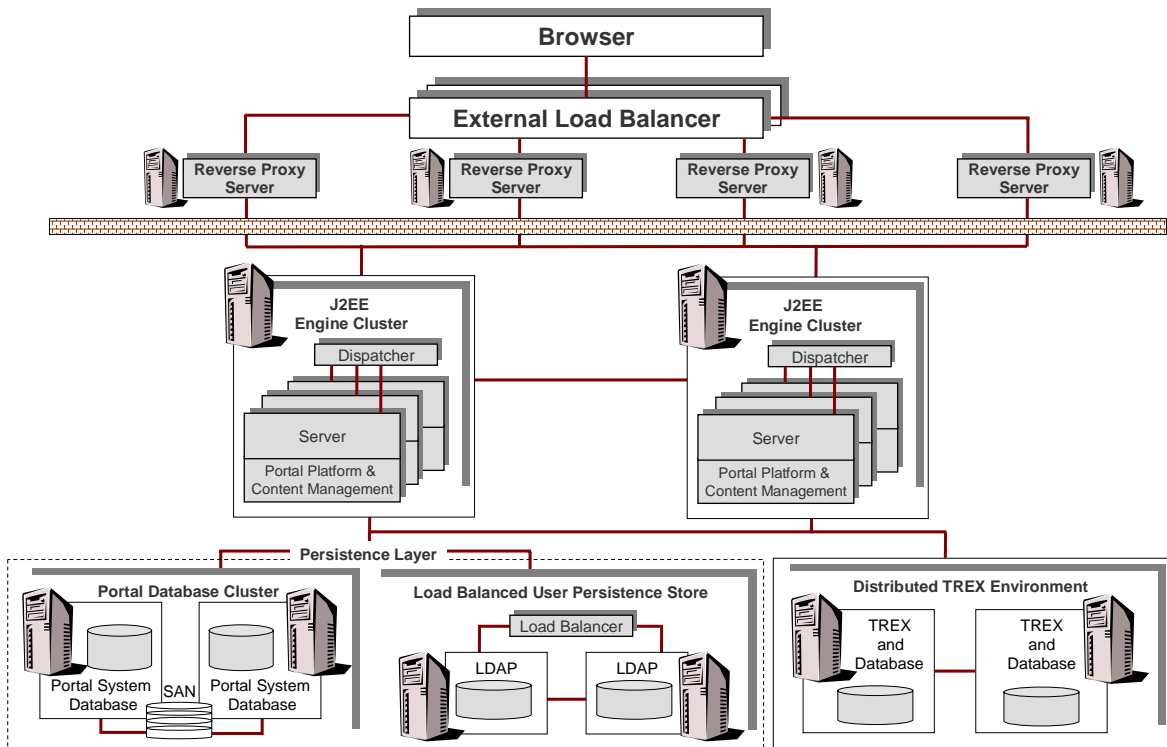 Browser
External Load Balancer
Reverse Proxy
Server
Reverse Proxy
Server
Reverse Proxy
Server
Reverse Proxy
Server
J2EE
Engine Cluster
Dispatcher
Server
Portal Platform &
Content Management
J2EE
Engine Cluster
Dispatcher
Server
Portal Platform &
Content Management
Persistence Layer
Portal Database Cluster
Portal System
Database
SAN
Portal System
Database
Load Balanced User Persistence Store
Load Balancer
LDAP
LDAP
Distributed TREX Environment
TREX
and
Database
TREX
and
Database